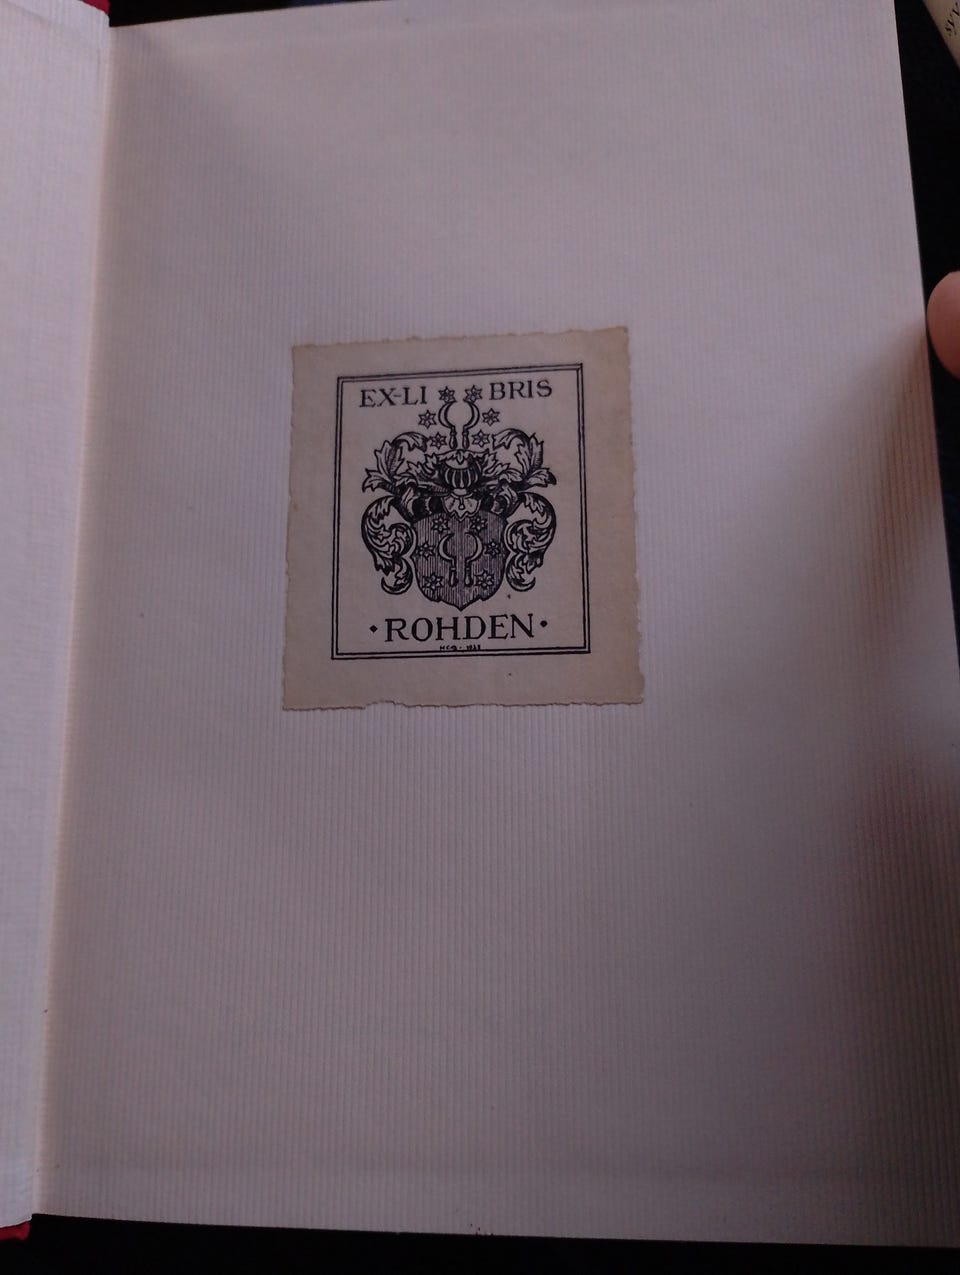 EX-LI BRIS
· ROHDEN ·